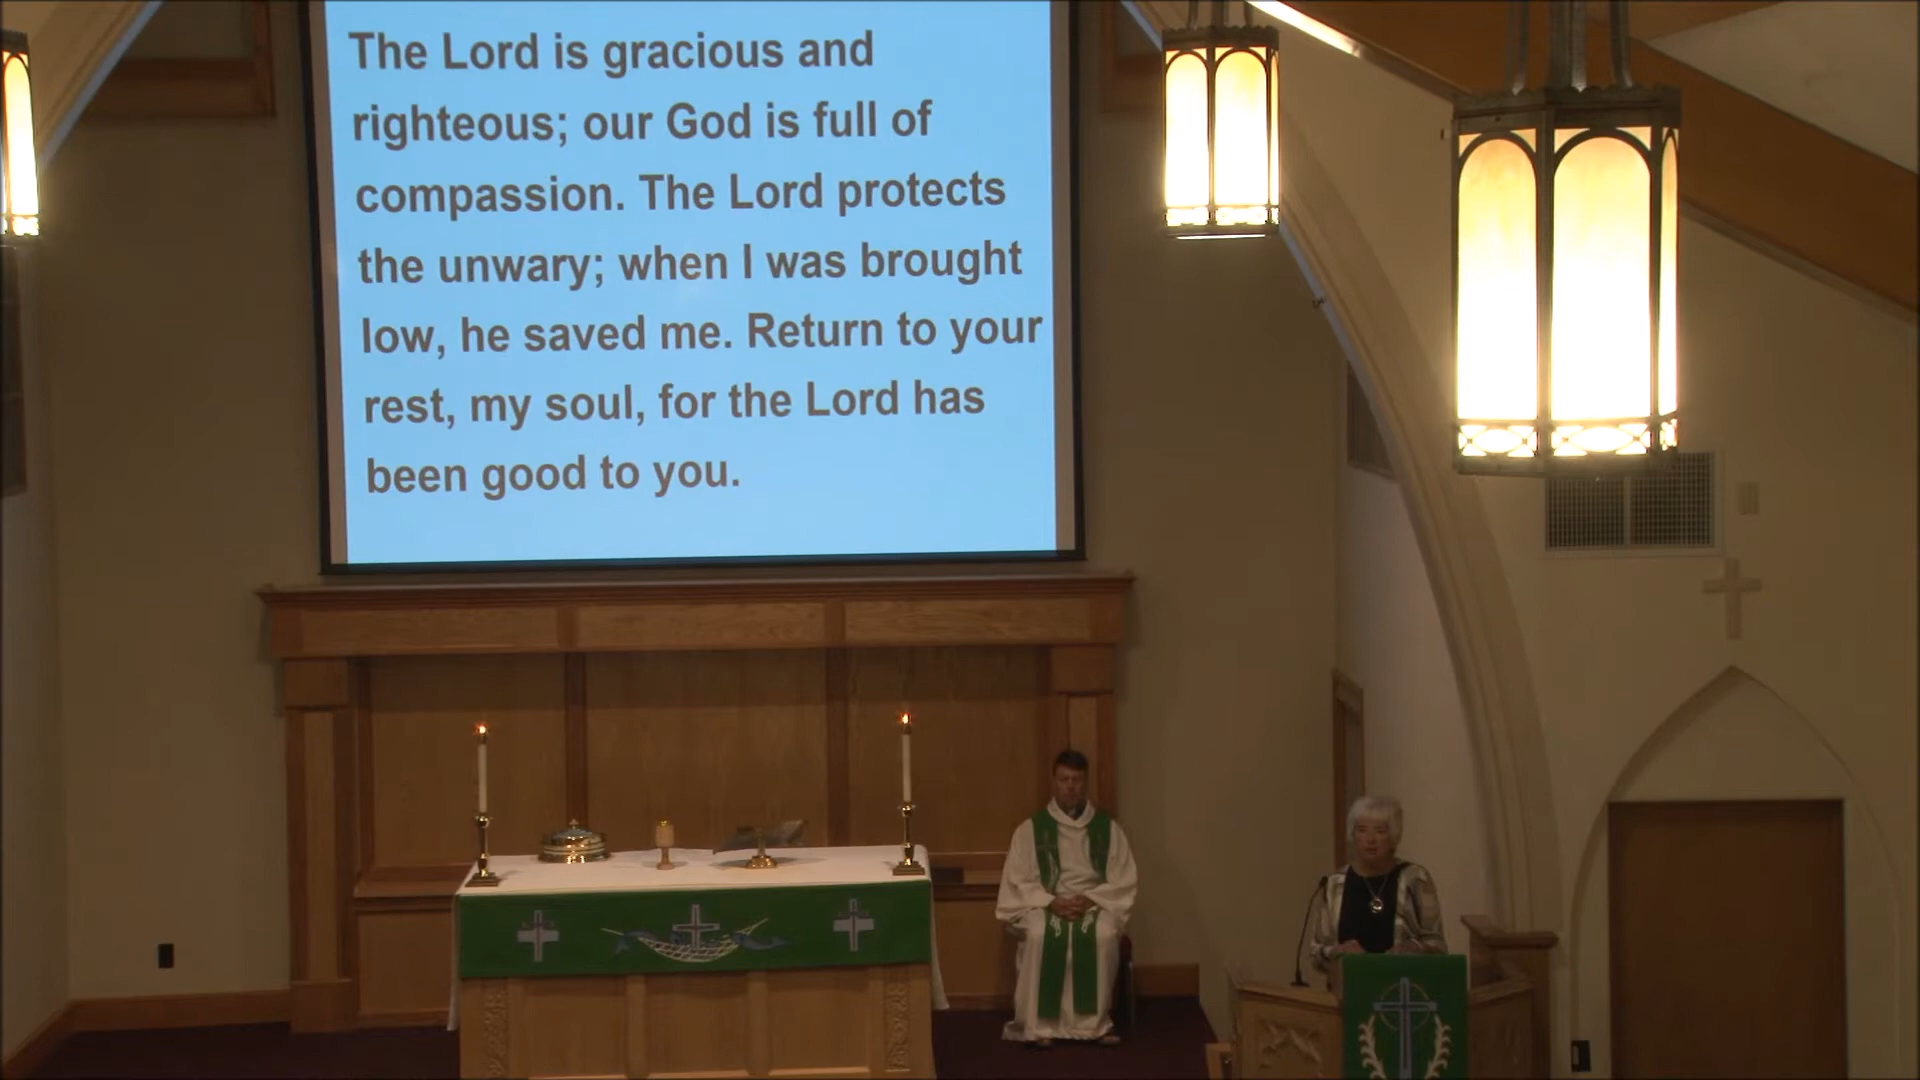 The Lord is gracious and
righteous; our God is full of
compassion. The Lord protects
the unwary; when I was brought
low, he saved me. Return to your
rest, my soul, for the Lord has
been good to you.